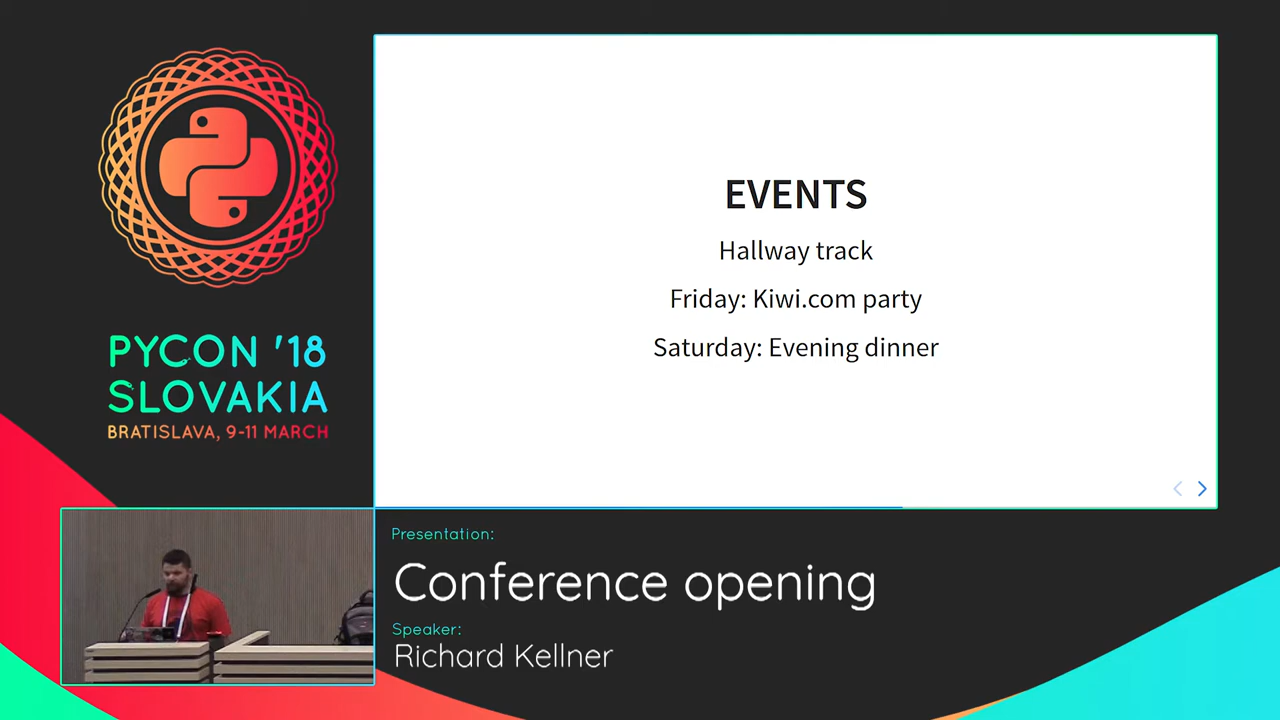 EVENTS
Hallway track
Friday: Kiwi.com party
Saturday: Evening dinner
PYCON '18
SLOVAKIA
BRATISLAVA, 9-11 MARCH
Presentation:
Conference opening
Speaker:
Richard Kellner